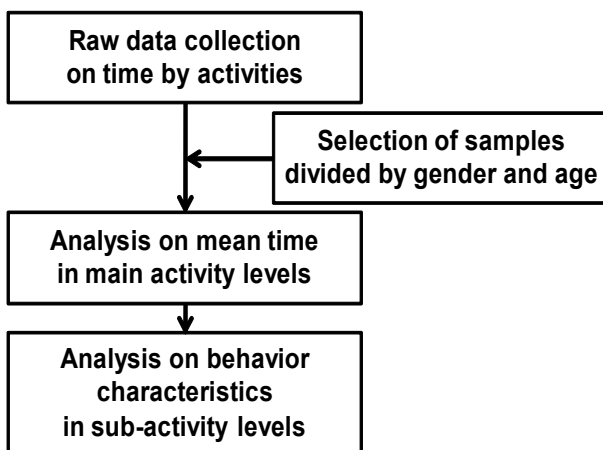 Raw data collection
on time by activities
Selection of samples
divided by gender and age
Analysis on mean time
in main activity levels
Analysis on behavior
characteristics
in sub-activity levels